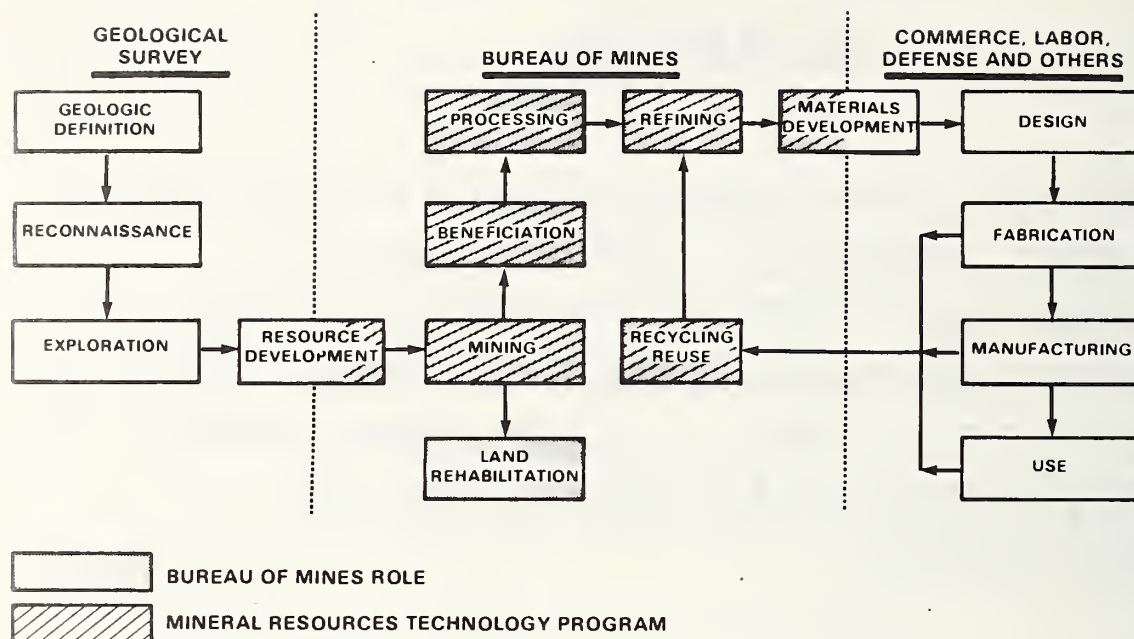 GEOLOGICAL
SURVEY
GEOLOGIC
DEFINITION
RECONNAISSANCE
EXPLORATION
RESOURCE
DEVELOPMENT
BUREAU OF MINES
PROCESSING
REFINING
MATERIALS
DEVELOPMENT
BENEFICIATION
MINING
RECYCLING
REUSE
LAND
REHABILITATION
COMMERCE, LABOR,
DEFENSE AND OTHERS
DESIGN
FABRICATION
MANUFACTURING
USE
BUREAU OF MINES ROLE
MINERAL RESOURCES TECHNOLOGY PROGRAM